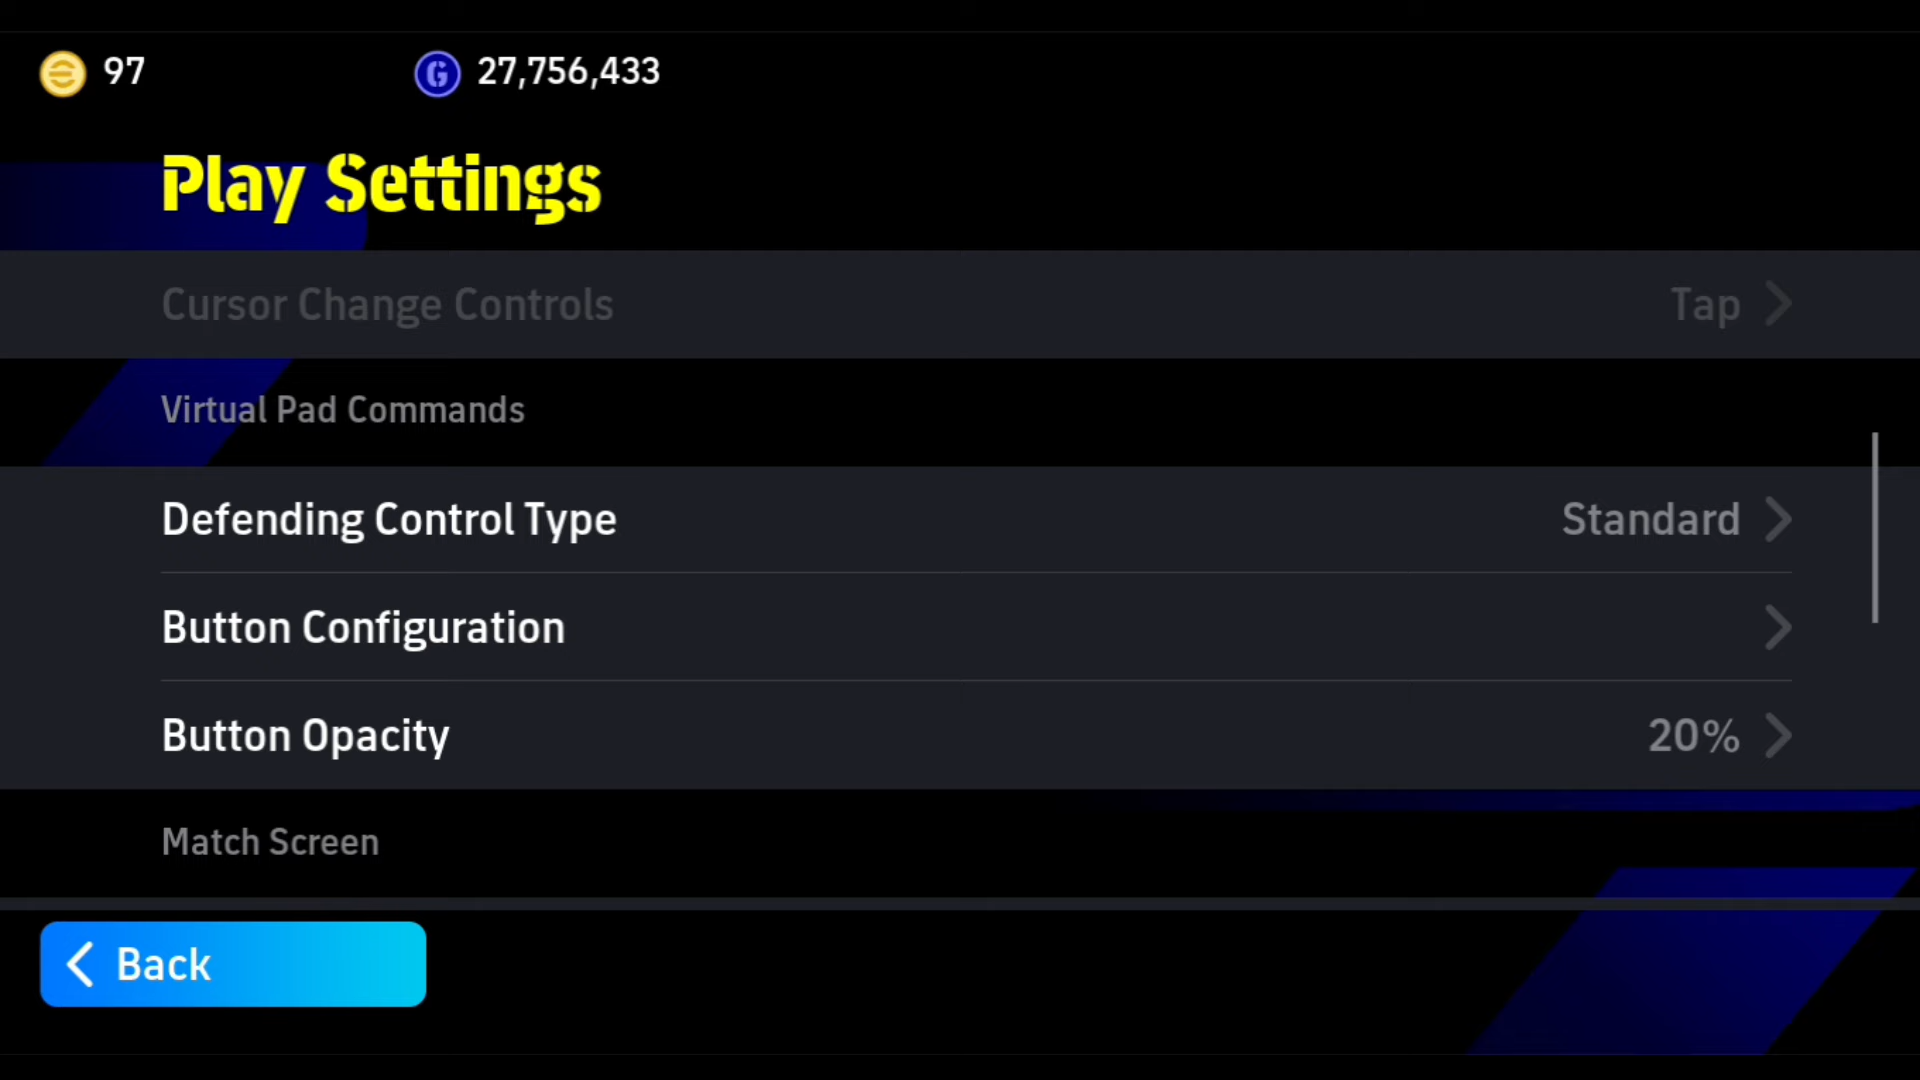 97
27,756,433
Play Settings
Cursor Change Controls Tap
Virtual Pad Commands
Defending Control Type Standard
Button Configuration
Button Opacity 20%
Match Screen
Back